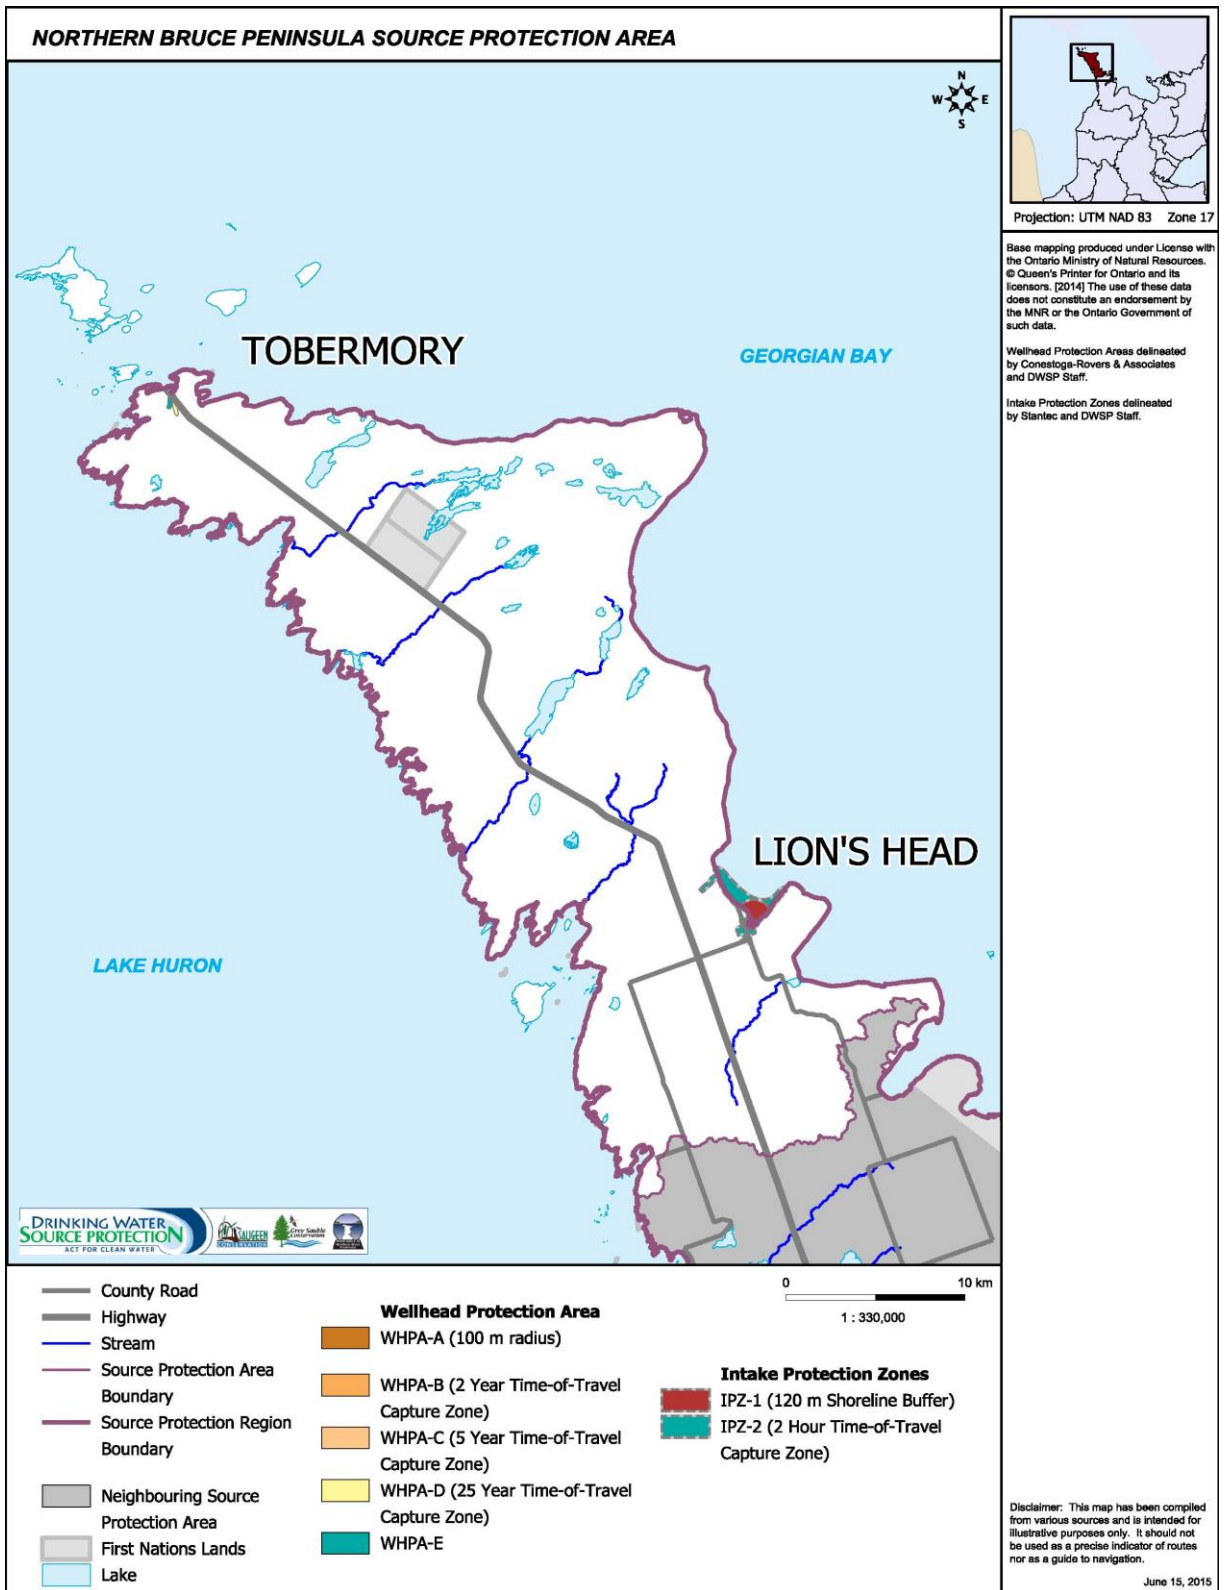 NORTHERN BRUCE PENINSULA SOURCE PROTECTION AREA
N
W E
S
TOBERMORY
GEORGIAN BAY
LION'S HEAD
LAKE HURON
DRINKING WATER
SOURCE PROTECTION
ACT FOR CLEAN WATER
SAUGEEN
CONSERVATION
Grey Sauble
Conservation
Projection: UTM NAD 83 Zone 17
Base mapping produced under License with
the Ontario Ministry of Natural Resources.
© Queen's Printer for Ontario and its
licensors. [2014] The use of these data
does not constitute an endorsement by
the MNR or the Ontario Government of
such data.
Wellhead Protection Areas delineated
by Conestoga-Rovers & Associates
and DWSP Staff.
Intake Protection Zones delineated
by Stantec and DWSP Staff.
County Road
Highway
Stream
Source Protection Area
Boundary
Source Protection Region
Boundary
Neighbouring Source
Protection Area
First Nations Lands
Lake
Wellhead Protection Area
WHPA-A (100 m radius)
WHPA-B (2 Year Time-of-Travel
Capture Zone)
WHPA-C (5 Year Time-of-Travel
Capture Zone)
WHPA-D (25 Year Time-of-Travel
Capture Zone)
WHPA-E
0 10 km
1 : 330,000
Intake Protection Zones
IPZ-1 (120 m Shoreline Buffer)
IPZ-2 (2 Hour Time-of-Travel
Capture Zone)
Disclaimer: This map has been compiled
from various sources and is intended for
illustrative purposes only. It should not
be used as a precise indicator of routes
nor as a guide to navigation.
June 15, 2015